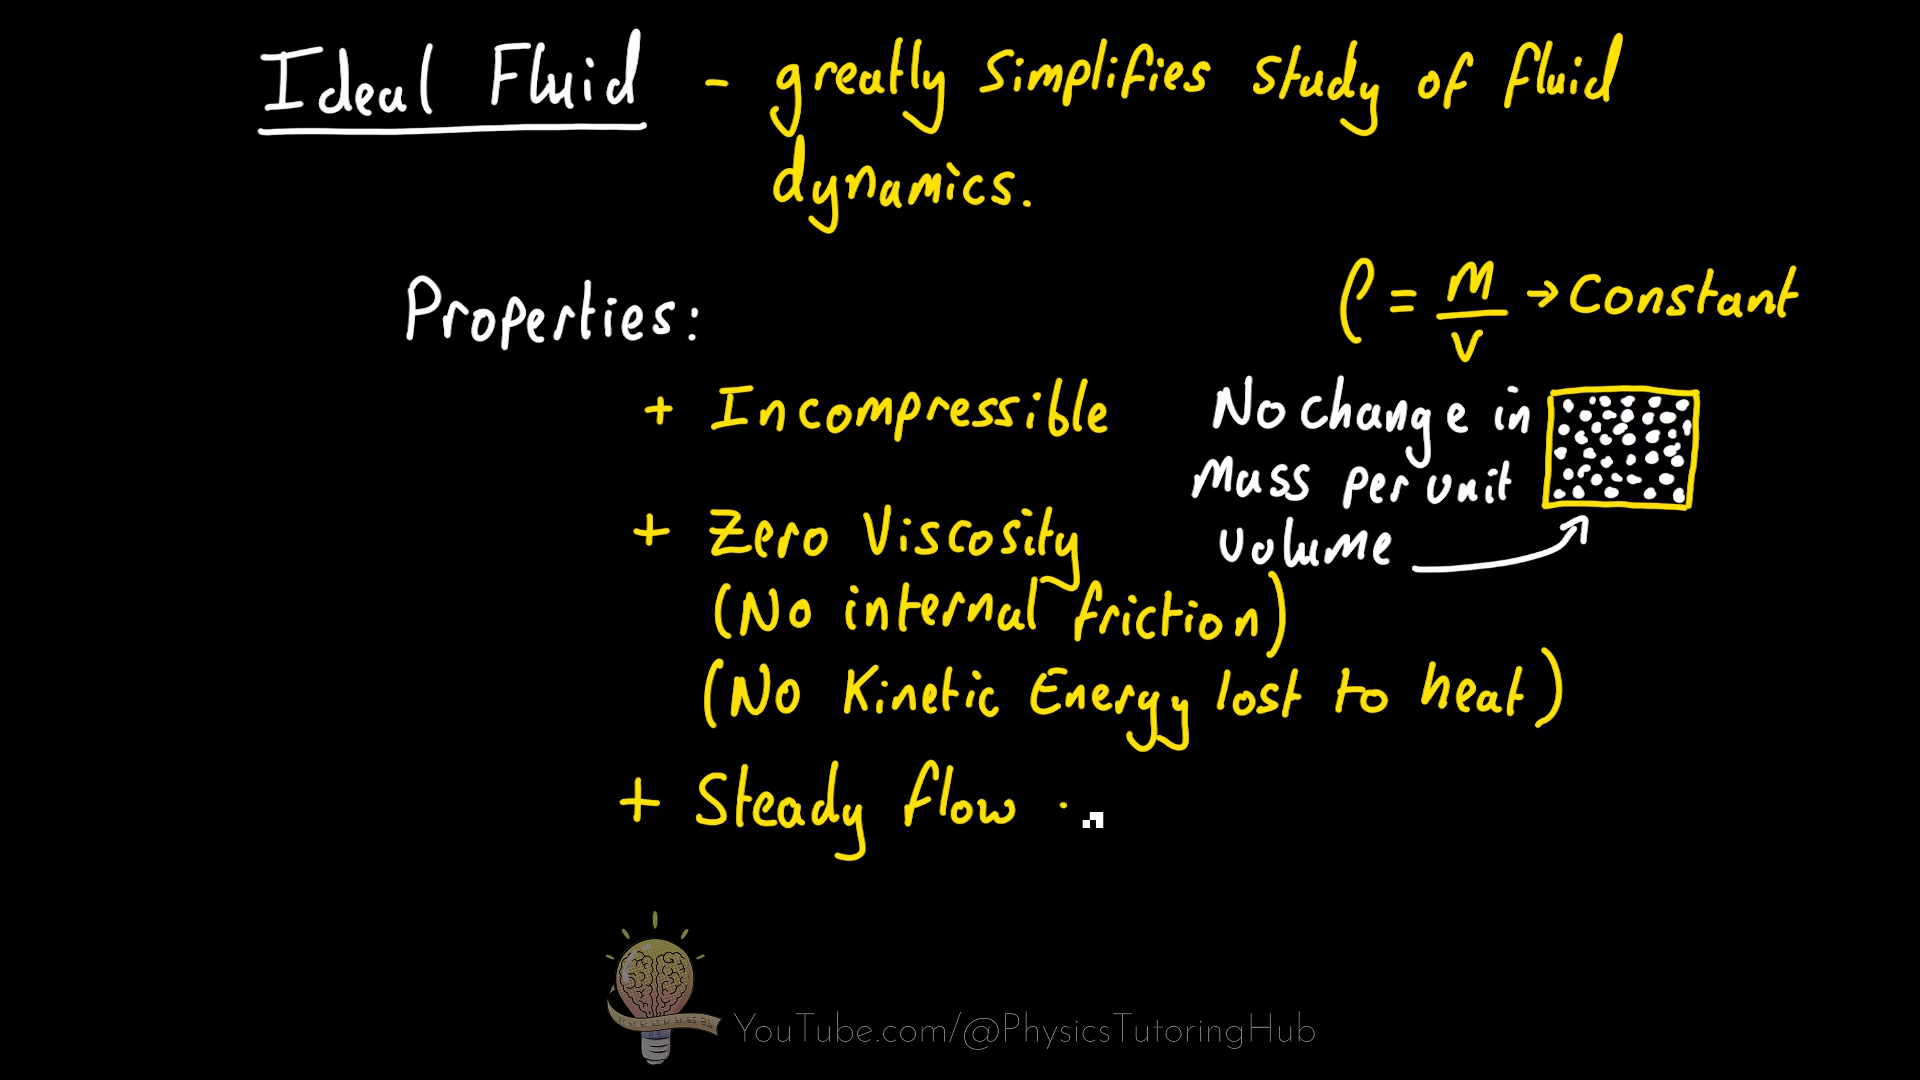 Ideal Fluid - greatly simplifies study of fluid
dynamics.
Properties:
ρ = m/v → Constant
+ Incompressible
No change in
mass per unit
volume
+ Zero Viscosity
(No internal friction)
(No Kinetic Energy lost to heat)
+ Steady flow
YouTube.com/@PhysicsTutoringHub